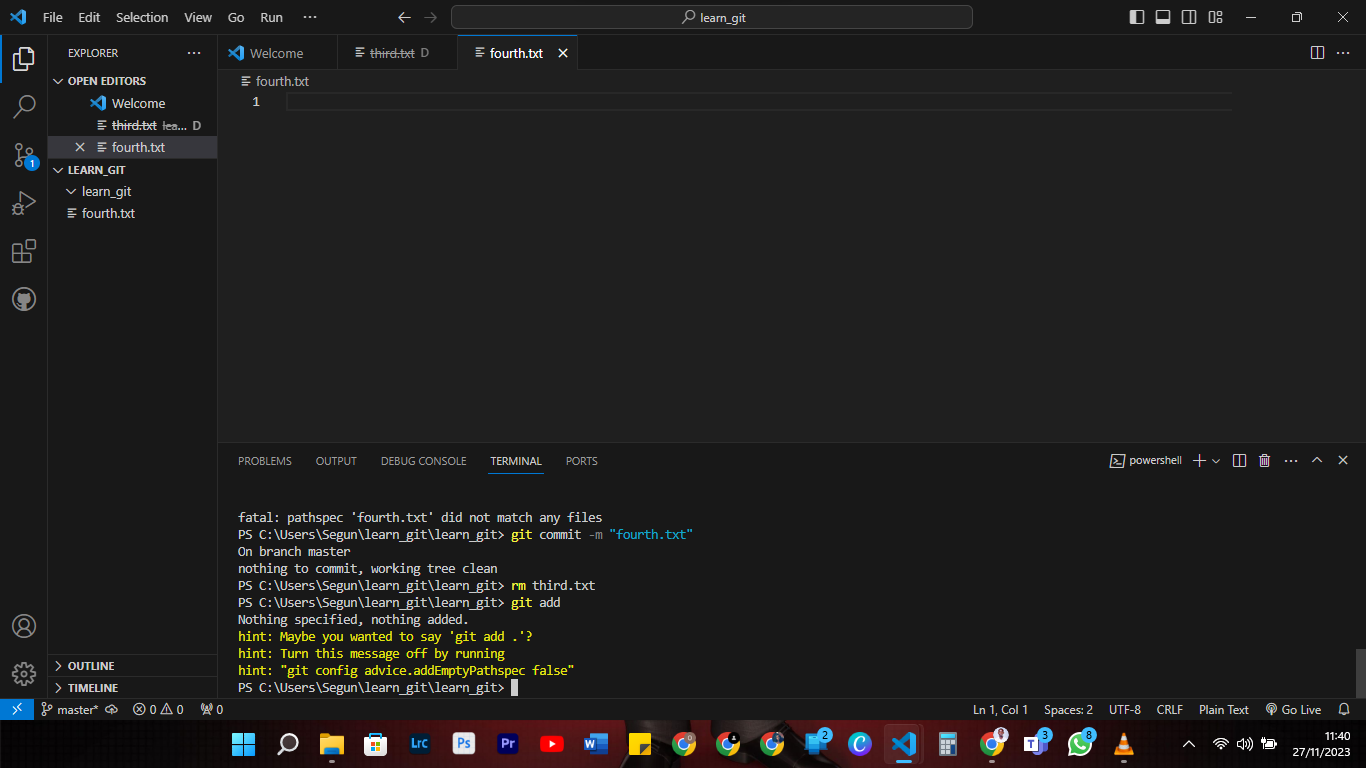 File Edit Selection View Go Run ··· learn_git
EXPLORER ···
OPEN EDITORS
Welcome
third.txt lea... D
fourth.txt
LEARN_GIT
learn_git
fourth.txt
OUTLINE
TIMELINE
Welcome third.txt D fourth.txt
fourth.txt
1
PROBLEMS OUTPUT DEBUG CONSOLE TERMINAL PORTS powershell
fatal: pathspec 'fourth.txt' did not match any files
PS C:\Users\Segun\learn_git\learn_git> git commit -m "fourth.txt"
On branch master
nothing to commit, working tree clean
PS C:\Users\Segun\learn_git\learn_git> rm third.txt
PS C:\Users\Segun\learn_git\learn_git> git add
Nothing specified, nothing added.
hint: Maybe you wanted to say 'git add .'?
hint: Turn this message off by running
hint: "git config advice.addEmptyPathspec false"
PS C:\Users\Segun\learn_git\learn_git>
1
master* 0 0 0 Ln 1, Col 1 Spaces: 2 UTF-8 CRLF Plain Text Go Live
Lrc Ps Pr W 2 C T 3 8
11:40
27/11/2023